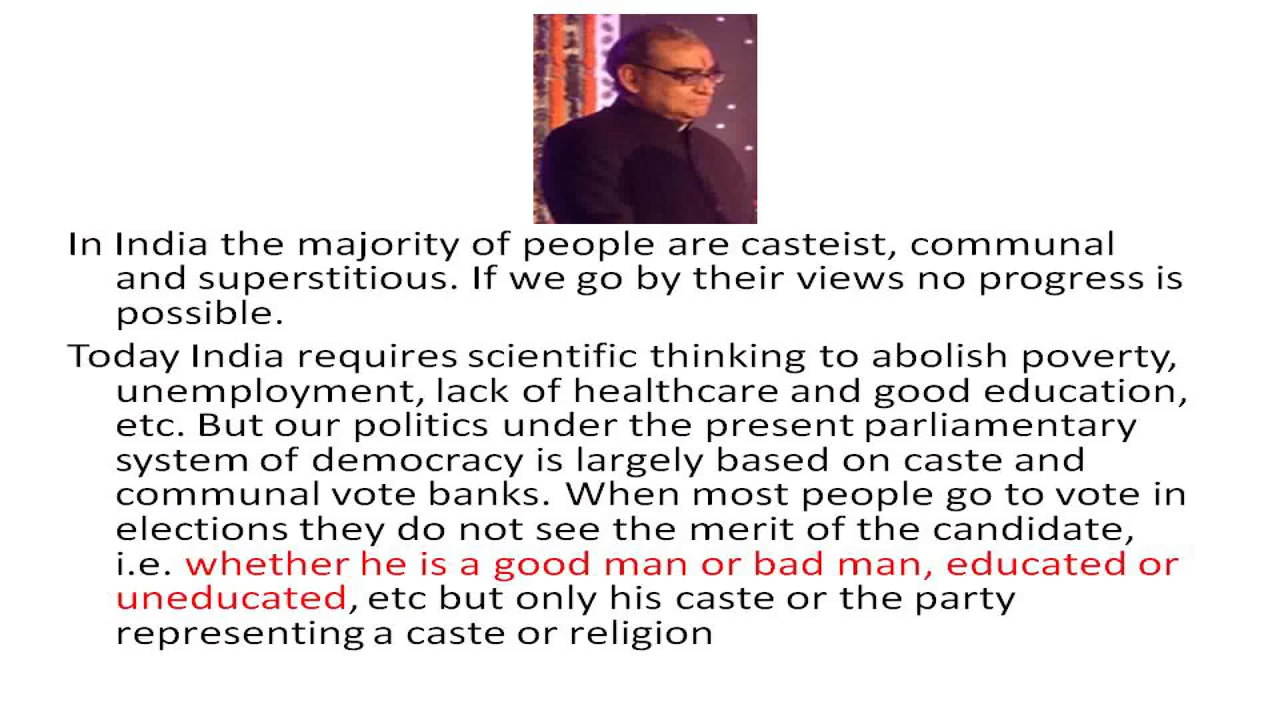 In India the majority of people are casteist, communal
and superstitious. If we go by their views no progress is
possible.
Today India requires scientific thinking to abolish poverty,
unemployment, lack of healthcare and good education,
etc. But our politics under the present parliamentary
system of democracy is largely based on caste and
communal vote banks. When most people go to vote in
elections they do not see the merit of the candidate,
i.e. whether he is a good man or bad man, educated or
uneducated, etc but only his caste or the party
representing a caste or religion